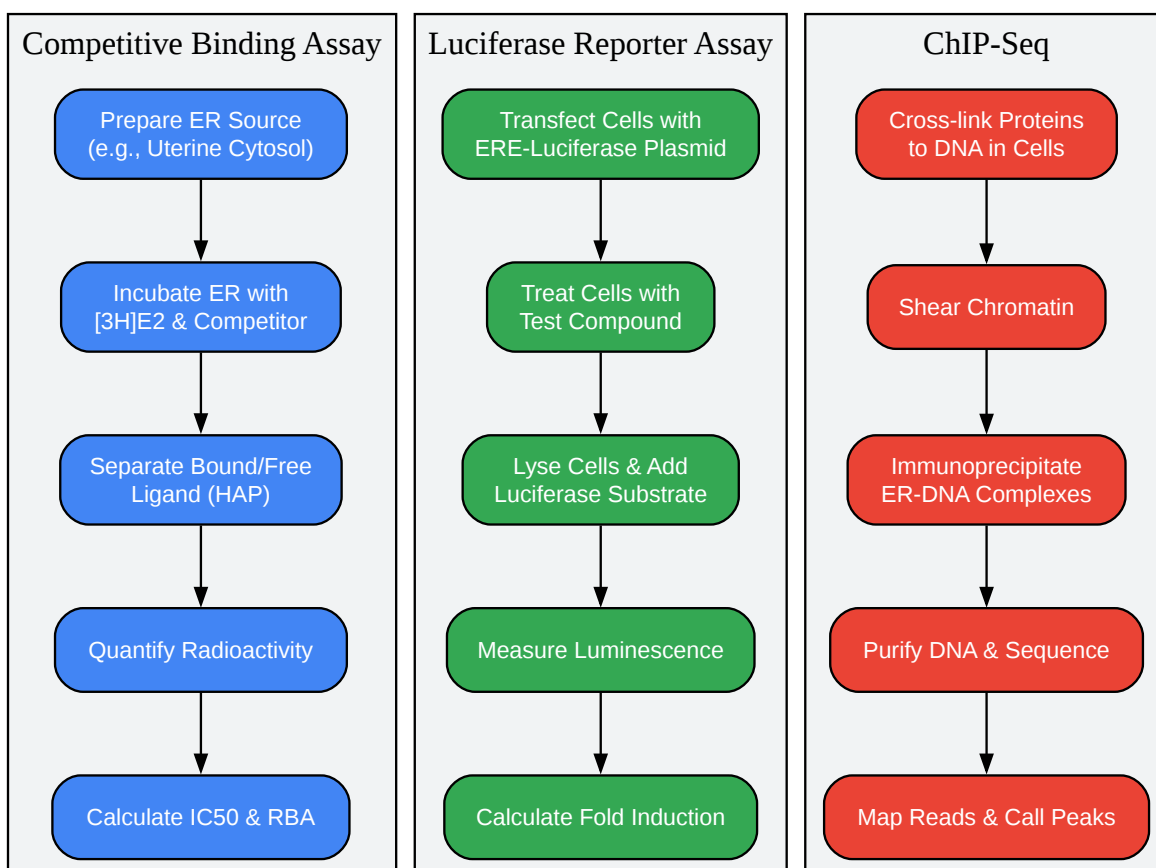 Competitive Binding Assay
Prepare ER Source
(e.g., Uterine Cytosol)
Incubate ER with
[3H]E2 & Competitor
Separate Bound/Free
Ligand (HAP)
Quantify Radioactivity
Calculate IC50 & RBA
Luciferase Reporter Assay
Transfect Cells with
ERE-Luciferase Plasmid
Treat Cells with
Test Compound
Lyse Cells & Add
Luciferase Substrate
Measure Luminescence
Calculate Fold Induction
ChIP-Seq
Cross-link Proteins
to DNA in Cells
Shear Chromatin
Immunoprecipitate
ER-DNA Complexes
Purify DNA & Sequence
Map Reads & Call Peaks